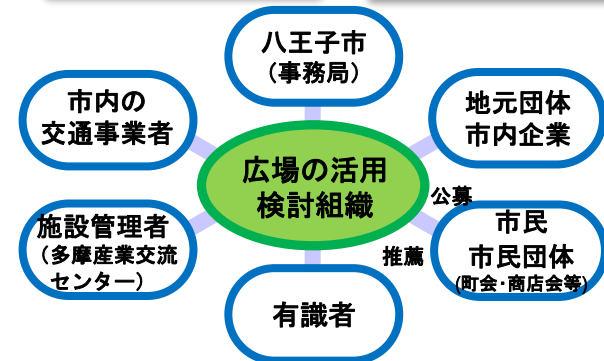 八王子市
（事務局）
市内の
交通事業者
地元団体
市内企業
広場の活用
検討組織
公募
施設管理者
（多摩産業交流
センター）
推薦
市民
市民団体
(町会・商店会等)
有識者